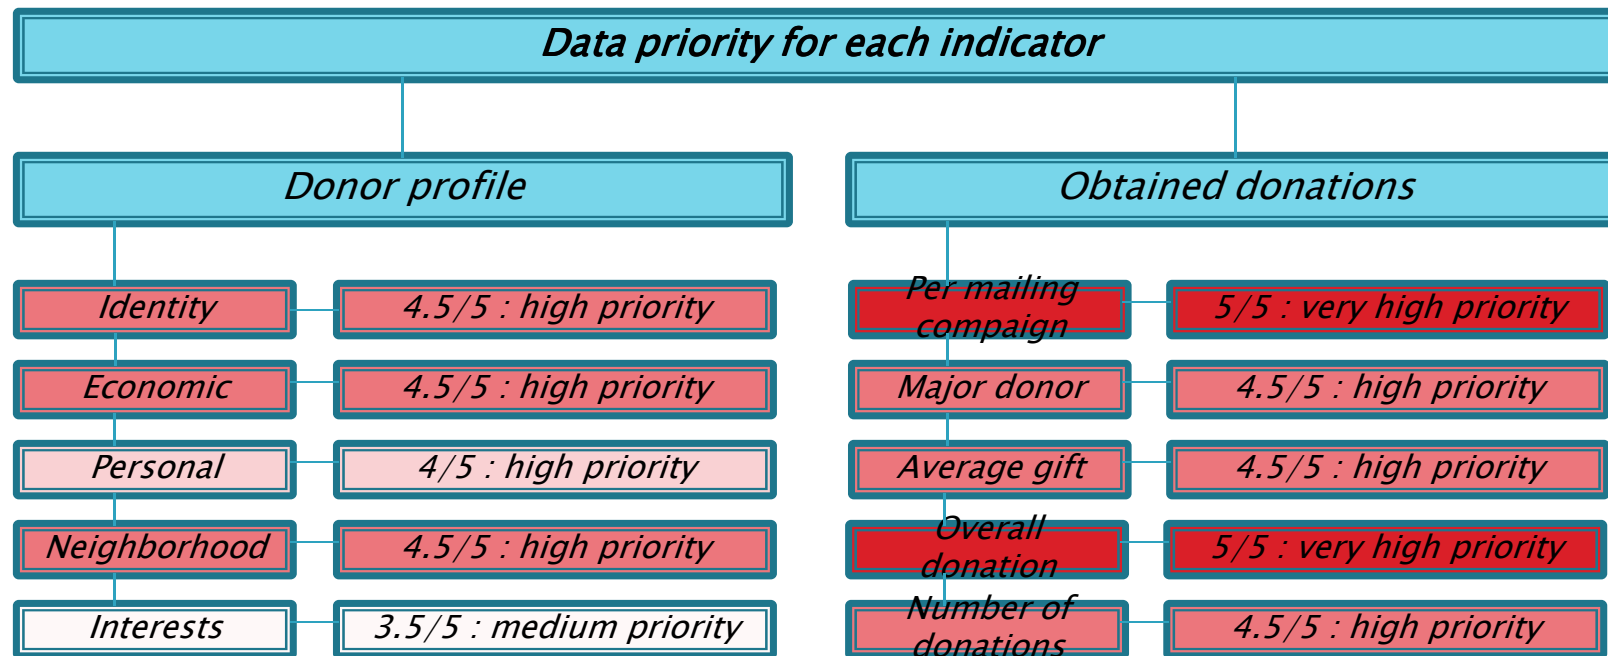 Data priority for each indicator
Donor profile
Obtained donations
Identity
4.5/5 : high priority
Economic
4.5/5 : high priority
Personal
4/5 : high priority
Neighborhood
4.5/5 : high priority
Interests
3.5/5 : medium priority
Per mailing
compaign
5/5 : very high priority
Major donor
4.5/5 : high priority
Average gift
4.5/5 : high priority
Overall
donation
5/5 : very high priority
Number of
donations
4.5/5 : high priority